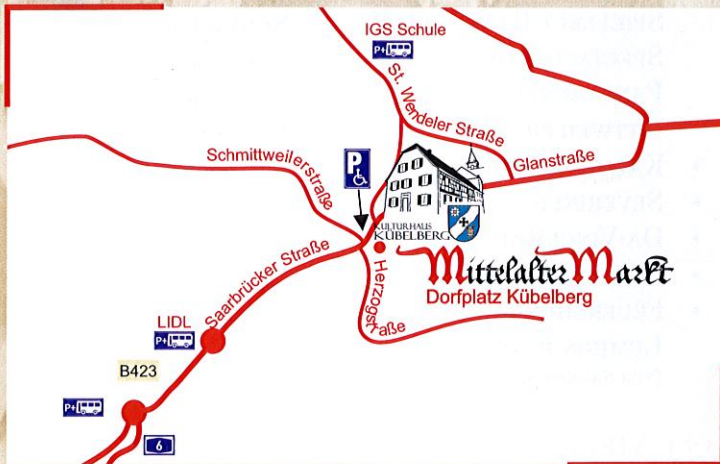 IGS Schule
P+
St. Wendeler Straße
Glanstraße
Schmittweilerstraße
P
KULTURHAUS
KÜBELBERG
Mittelalter Markt
Dorfplatz Kübelberg
Herzogstraße
Saarbrücker Straße
LIDL
P+
B423
P+
6